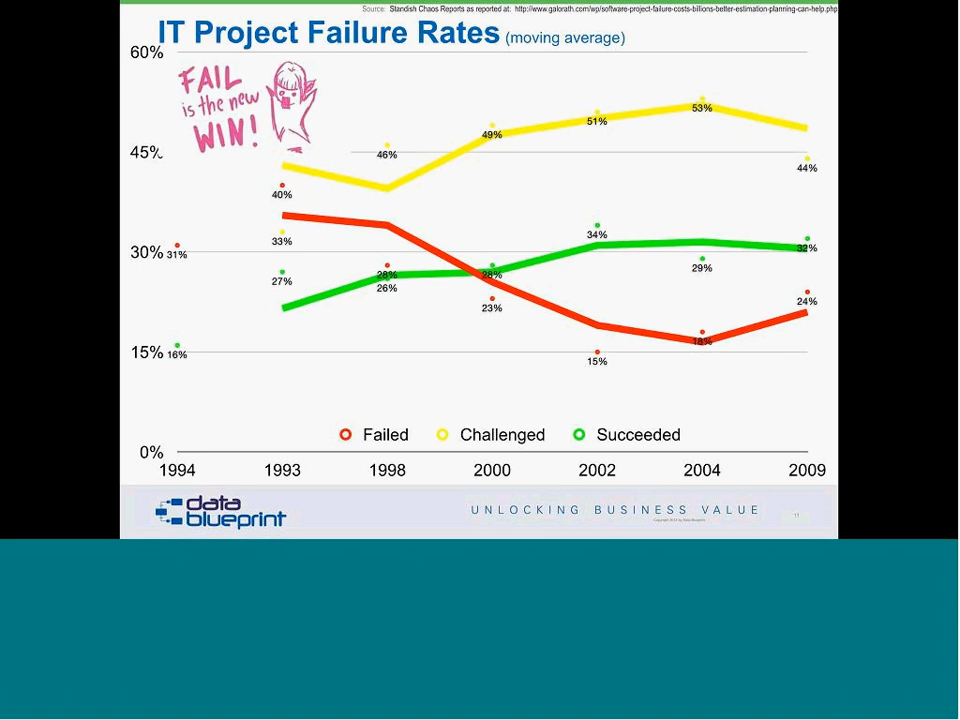 Source: Standish Chaos Reports as reported at: http://www.galorath.com/wp/software-project-failure-costs-billions-better-estimation-planning-can-help.php
IT Project Failure Rates (moving average)
60%
FAIL
is the new
WIN!
53%
51%
49%
46%
45%
44%
40%
33%
34%
32%
30%
31%
29%
28%
28%
27%
26%
24%
23%
18%
15%
16%
15%
Failed
Challenged
Succeeded
0%
1994 1993 1998 2000 2002 2004 2009
data
blueprint
UNLOCKING BUSINESS VALUE
11